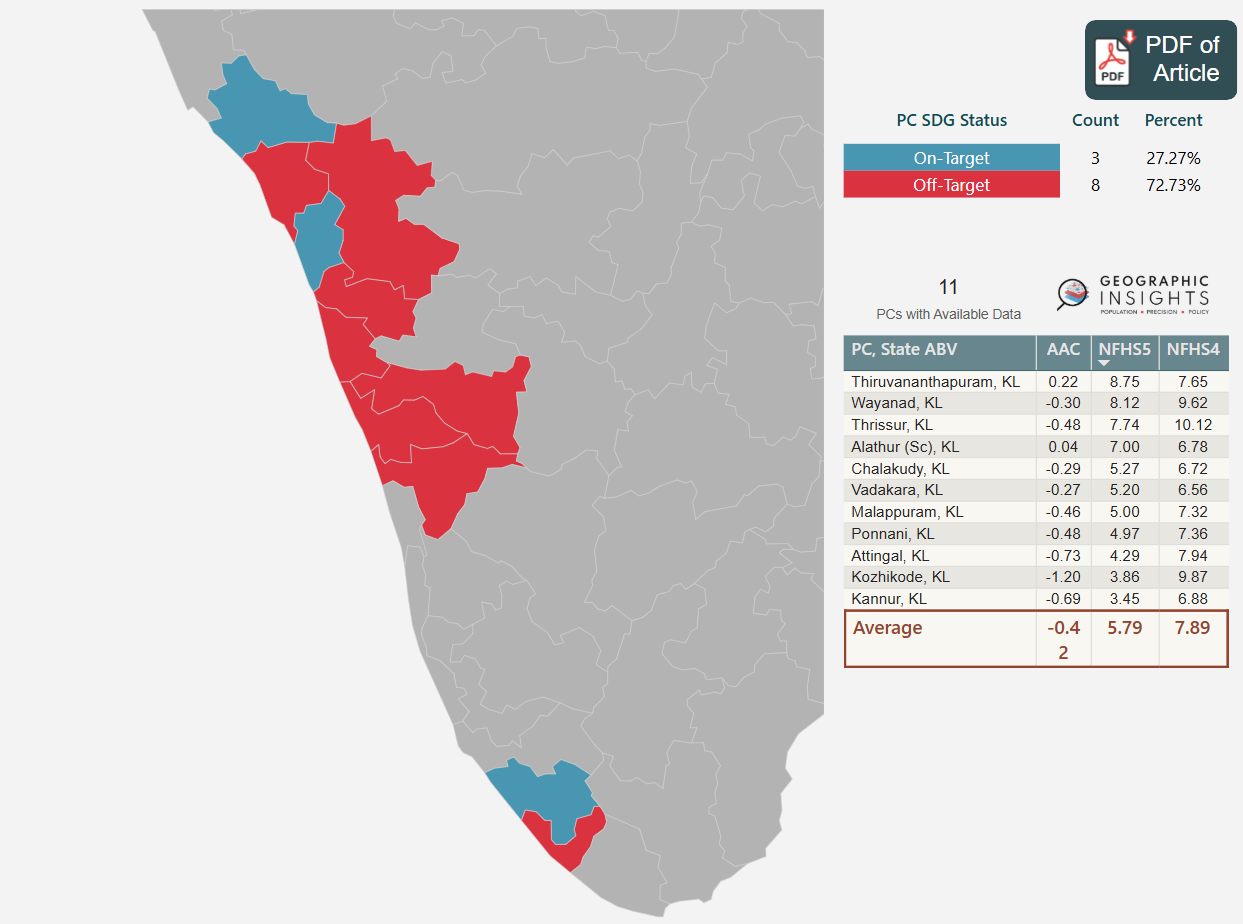 PDF
PDF of
Article
PC SDG Status Count Percent
On-Target 3 27.27%
Off-Target 8 72.73%
11
PCs with Available Data
GEOGRAPHIC
INSIGHTS
POPULATION • PRECISION • POLICY
PC, State ABV AAC NFHS5 NFHS4
Thiruvananthapuram, KL 0.22 8.75 7.65
Wayanad, KL -0.30 8.12 9.62
Thrissur, KL -0.48 7.74 10.12
Alathur (Sc), KL 0.04 7.00 6.78
Chalakudy, KL -0.29 5.27 6.72
Vadakara, KL -0.27 5.20 6.56
Malappuram, KL -0.46 5.00 7.32
Ponnani, KL -0.48 4.97 7.36
Attingal, KL -0.73 4.29 7.94
Kozhikode, KL -1.20 3.86 9.87
Kannur, KL -0.69 3.45 6.88
Average -0.4 5.79 7.89
2